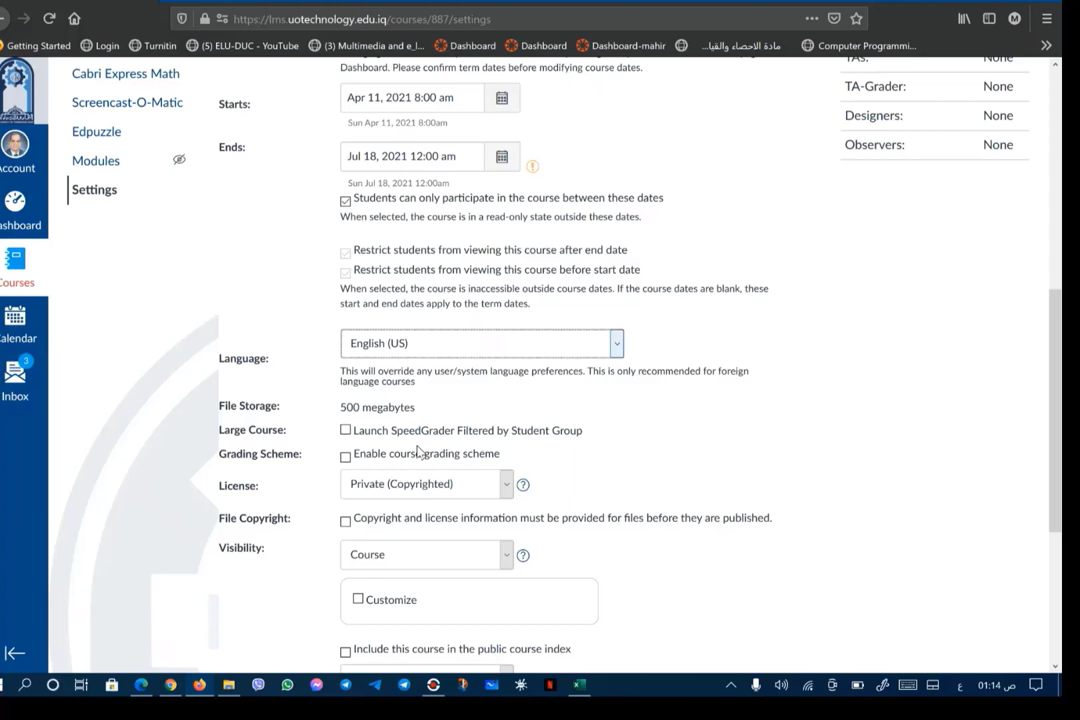 https://lms.uotechnology.edu.iq/courses/887/settings
Getting Started
Login
Turnitin
(5) ELU-DUC - YouTube
(3) Multimedia and e_l...
Dashboard
Dashboard
Dashboard-mahir
مادة الاحصاء والقيا...
Computer Programmi...
Cabri Express Math
Screencast-O-Matic
Edpuzzle
Modules
Settings
Account
ashboard
Courses
alendar
3
Inbox
Dashboard. Please confirm term dates before modifying course dates.
Starts:
Apr 11, 2021 8:00 am
Sun Apr 11, 2021 8:00am
Ends:
Jul 18, 2021 12:00 am
Sun Jul 18, 2021 12:00am
Students can only participate in the course between these dates
When selected, the course is in a read-only state outside these dates.
Restrict students from viewing this course after end date
Restrict students from viewing this course before start date
When selected, the course is inaccessible outside course dates. If the course dates are blank, these
start and end dates apply to the term dates.
Language:
English (US)
This will override any user/system language preferences. This is only recommended for foreign
language courses
File Storage:
500 megabytes
Large Course:
Launch SpeedGrader Filtered by Student Group
Grading Scheme:
Enable course grading scheme
License:
Private (Copyrighted)
File Copyright:
Copyright and license information must be provided for files before they are published.
Visibility:
Course
Customize
Include this course in the public course index
TAs:
None
TA-Grader:
None
Designers:
None
Observers:
None
ع
01:14 ص